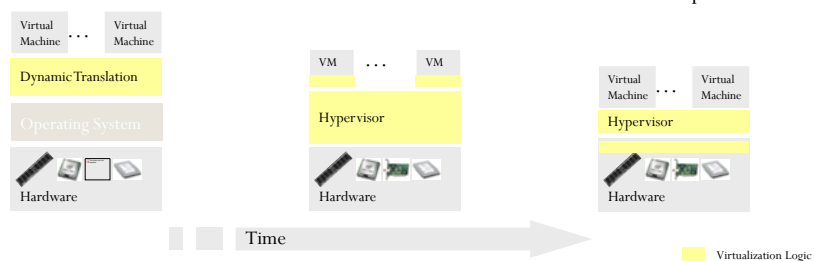 Virtual
Machine
...
Virtual
Machine
Dynamic Translation
Operating System
Hardware
VM
...
VM
Hypervisor
Hardware
Virtual
Machine
...
Virtual
Machine
Hypervisor
Hardware
Time
Virtualization Logic